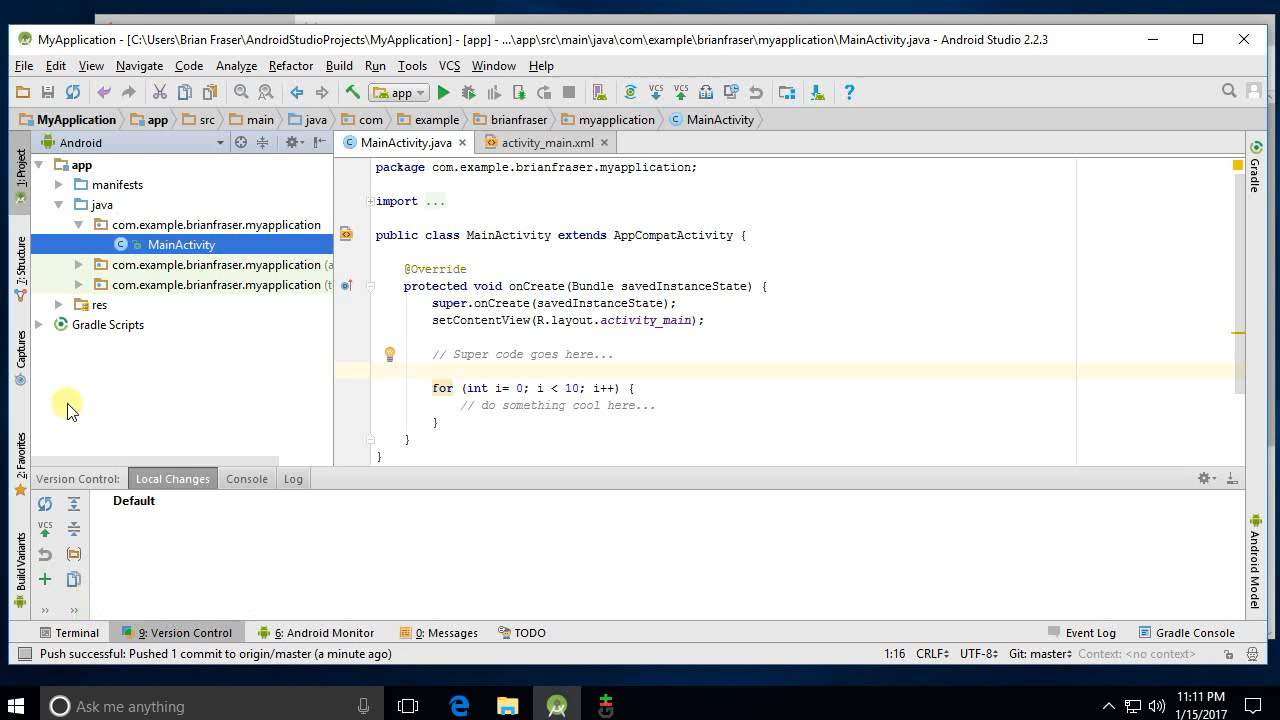 MyApplication - [C:\Users\Brian Fraser\AndroidStudioProjects\MyApplication] - [app] - ...\app\src\main\java\com\example\brianfraser\myapplication\MainActivity.java - Android Studio 2.2.3
File Edit View Navigate Code Analyze Refactor Build Run Tools VCS Window Help
app VCS VCS ?
MyApplication app src main java com example brianfraser myapplication MainActivity
Android
MainActivity.java activity_main.xml
1: Project
7: Structure
Captures
2: Favorites
Build Variants
app
manifests
java
com.example.brianfraser.myapplication
MainActivity
com.example.brianfraser.myapplication (a
com.example.brianfraser.myapplication (t
res
Gradle Scripts
package com.example.brianfraser.myapplication;
import ...
public class MainActivity extends AppCompatActivity {
@Override
protected void onCreate(Bundle savedInstanceState) {
super.onCreate(savedInstanceState);
setContentView(R.layout.activity_main);
// Super code goes here...
for (int i= 0; i < 10; i++) {
// do something cool here...
}
}
}
Gradle
Android Model
Version Control: Local Changes Console Log
Default
VCS
Terminal 9: Version Control 6: Android Monitor 0: Messages TODO Event Log Gradle Console
Push successful: Pushed 1 commit to origin/master (a minute ago) 1:16 CRLF UTF-8 Git: master Context: <no context>
Ask me anything
11:11 PM
1/15/2017